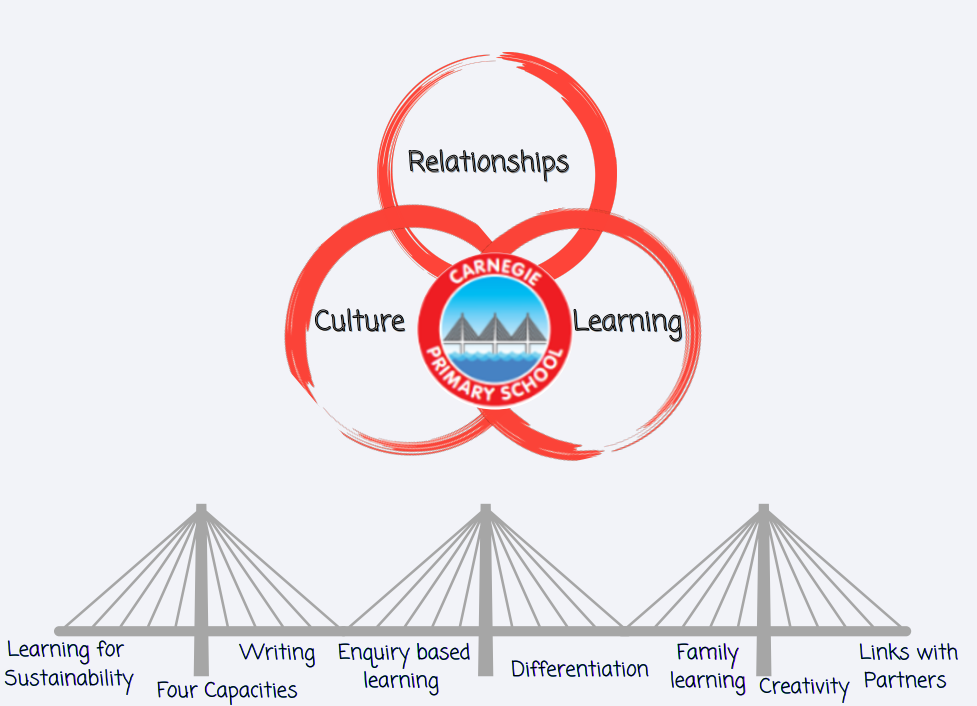 Relationships
CARNEGIE
Culture
Learning
PRIMARY SCHOOL
Learning for
Sustainability
Four Capacities
Writing
Enquiry based
learning
Differentiation
Family
learning
Creativity
Links with
Partners